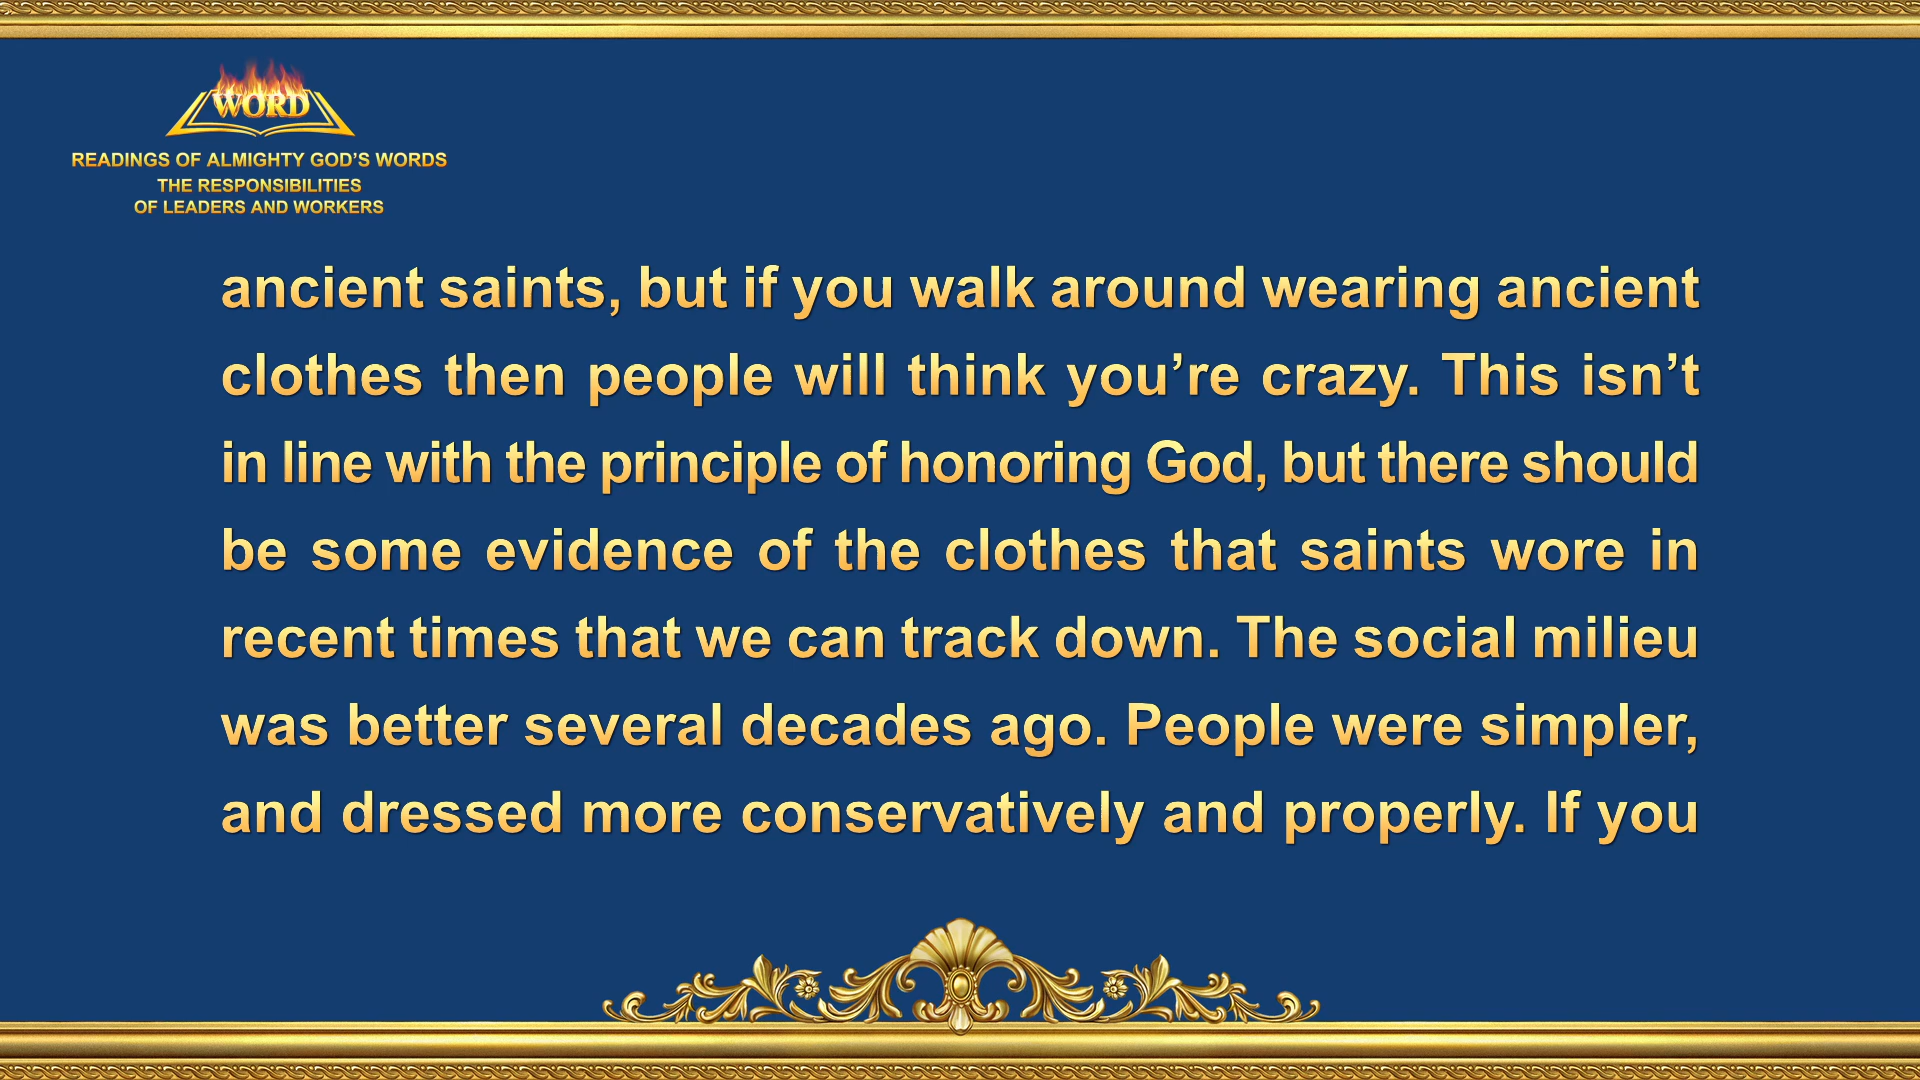 WORD
READINGS OF ALMIGHTY GOD’S WORDS
THE RESPONSIBILITIES
OF LEADERS AND WORKERS
ancient saints, but if you walk around wearing ancient
clothes then people will think you’re crazy. This isn’t
in line with the principle of honoring God, but there should
be some evidence of the clothes that saints wore in
recent times that we can track down. The social milieu
was better several decades ago. People were simpler,
and dressed more conservatively and properly. If you